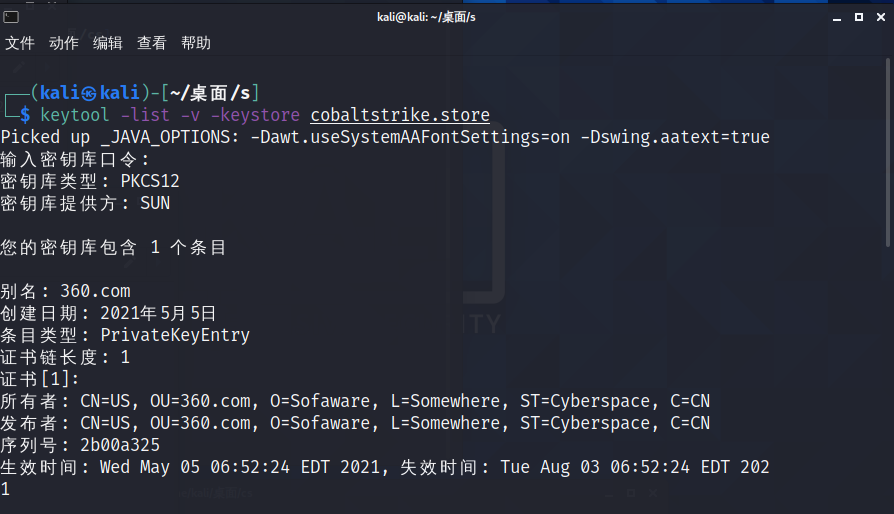 kali@kali: ~/桌面/s
文件 动作 编辑 查看 帮助
┌──(kali㉿kali)-[~/桌面/s]
└─$ keytool -list -v -keystore cobaltstrike.store
Picked up _JAVA_OPTIONS: -Dawt.useSystemAAFontSettings=on -Dswing.aatext=true
输入密钥库口令:
密钥库类型: PKCS12
密钥库提供方: SUN
您的密钥库包含 1 个条目
别名: 360.com
创建日期: 2021年5月5日
条目类型: PrivateKeyEntry
证书链长度: 1
证书[1]:
所有者: CN=US, OU=360.com, O=Sofaware, L=Somewhere, ST=Cyberspace, C=CN
发布者: CN=US, OU=360.com, O=Sofaware, L=Somewhere, ST=Cyberspace, C=CN
序列号: 2b00a325
生效时间: Wed May 05 06:52:24 EDT 2021, 失效时间: Tue Aug 03 06:52:24 EDT 202
1